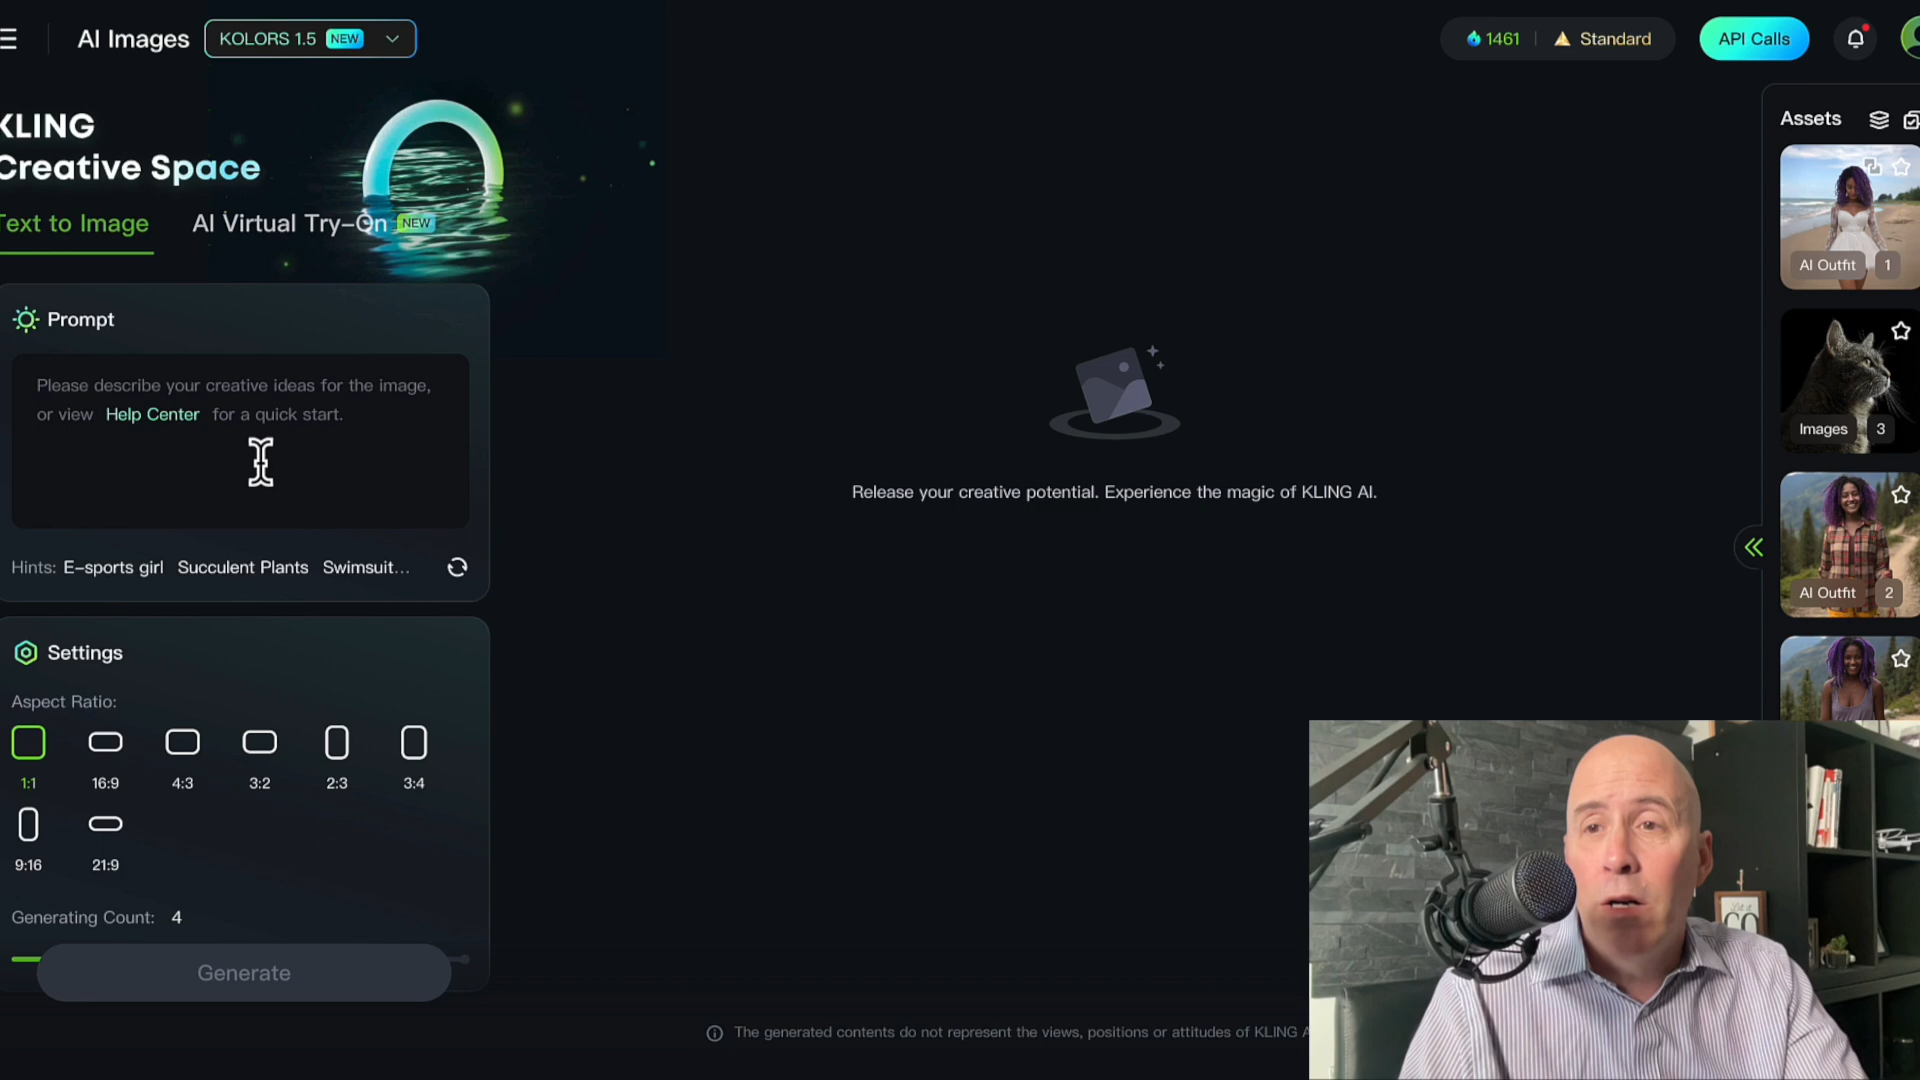 AI Images
KOLORS 1.5 NEW
1461
Standard
API Calls
KLING
Creative Space
Text to Image
AI Virtual Try-On NEW
Prompt
Please describe your creative ideas for the image,
or view Help Center for a quick start.
Hints: E-sports girl Succulent Plants Swimsuit...
Settings
Aspect Ratio:
1:1 16:9 4:3 3:2 2:3 3:4
9:16 21:9
Generating Count: 4
Generate
Release your creative potential. Experience the magic of KLING AI.
The generated contents do not represent the views, positions or attitudes of KLING A
Assets
AI Outfit 1
Images 3
AI Outfit 2